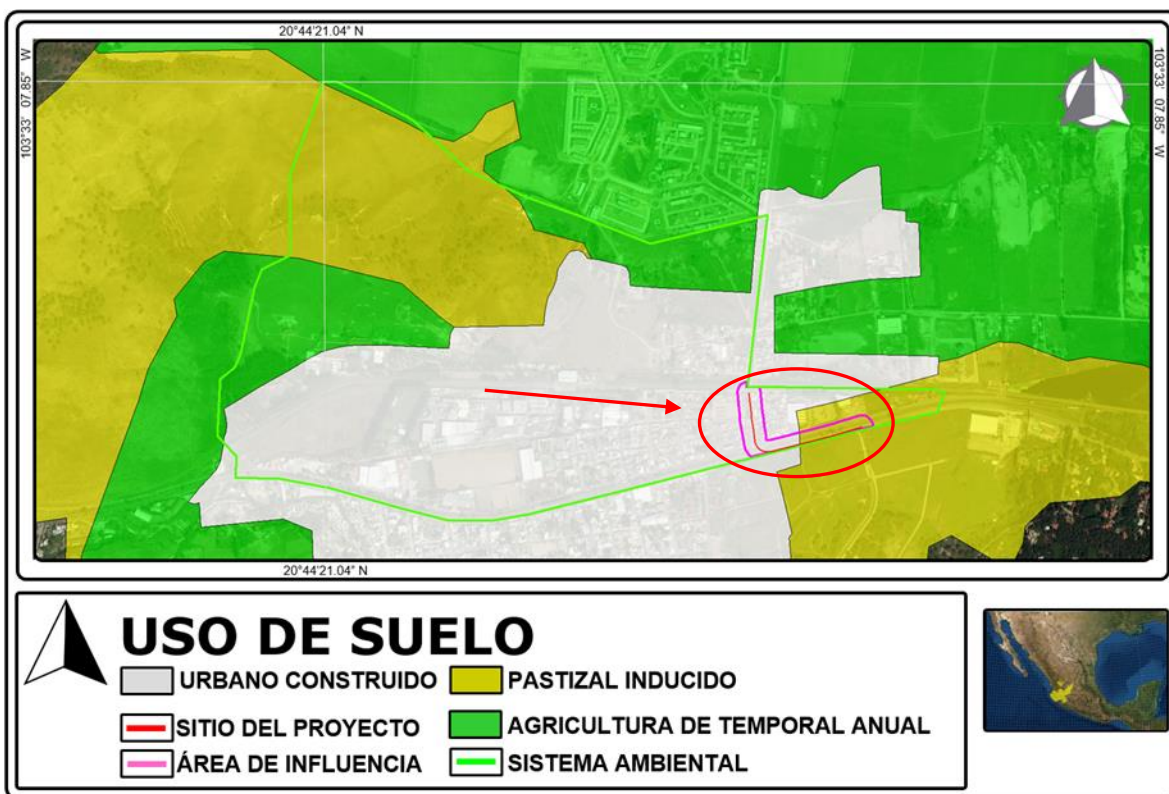 20°44'21.04" N
103°33' 07.85" W
103°33' 07.85" W
20°44'21.04" N
USO DE SUELO
URBANO CONSTRUIDO
PASTIZAL INDUCIDO
SITIO DEL PROYECTO
AGRICULTURA DE TEMPORAL ANUAL
ÁREA DE INFLUENCIA
SISTEMA AMBIENTAL